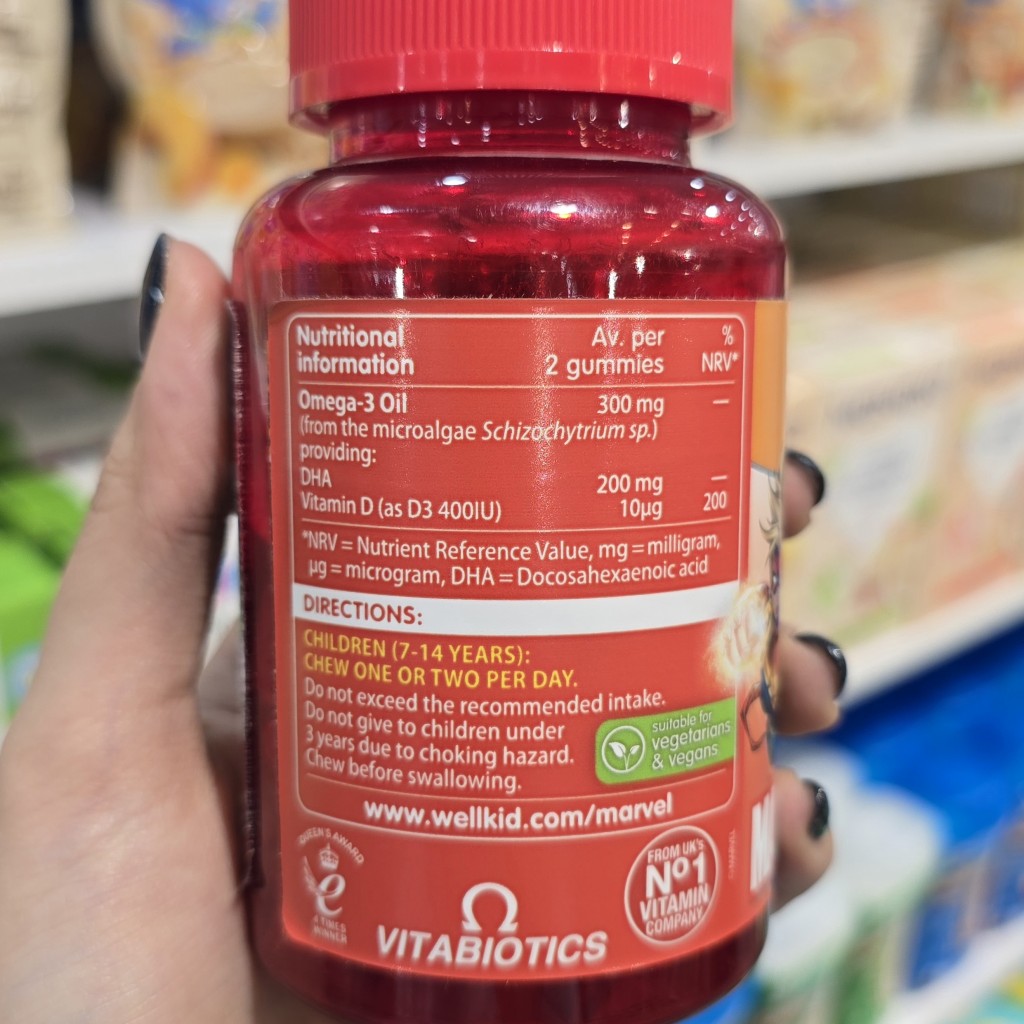 Nutritional information Av. per 2 gummies % NRV*
Omega-3 Oil 300 mg —
(from the microalgae Schizochytrium sp.)
providing:
DHA 200 mg —
Vitamin D (as D3 400IU) 10µg 200
*NRV = Nutrient Reference Value, mg = milligram,
µg = microgram, DHA = Docosahexaenoic acid
DIRECTIONS:
CHILDREN (7-14 YEARS):
CHEW ONE OR TWO PER DAY.
Do not exceed the recommended intake.
Do not give to children under
3 years due to choking hazard.
Chew before swallowing.
suitable for
vegetarians
& vegans
www.wellkid.com/marvel
QUEEN'S AWARD
e
4 TIMES
WINNER
VITABIOTICS
FROM UK'S
Nº1
VITAMIN
COMPANY